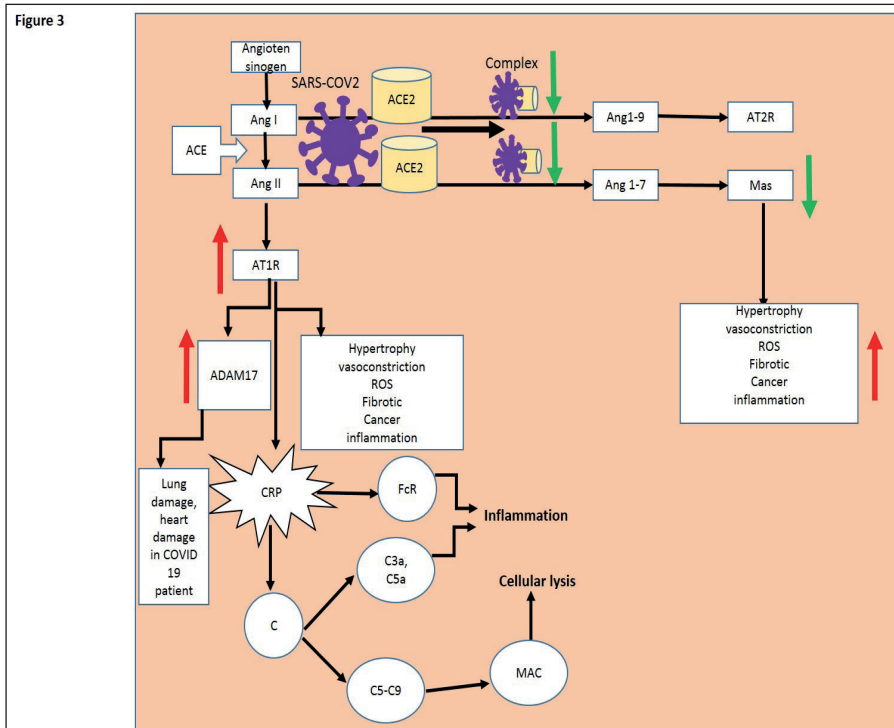 Figure 3
Angioten
sinogen
SARS-COV2
ACE2
Complex
Ang I
Ang1-9
AT2R
ACE
ACE2
Ang II
Ang 1-7
Mas
AT1R
Hypertrophy
vasoconstriction
ROS
Fibrotic
Cancer
inflammation
ADAM17
Hypertrophy
vasoconstriction
ROS
Fibrotic
Cancer
inflammation
Lung
damage,
heart
damage
in COVID
19
patient
CRP
FcR
Inflammation
C3a,
C5a
Cellular lysis
C
C5-C9
MAC